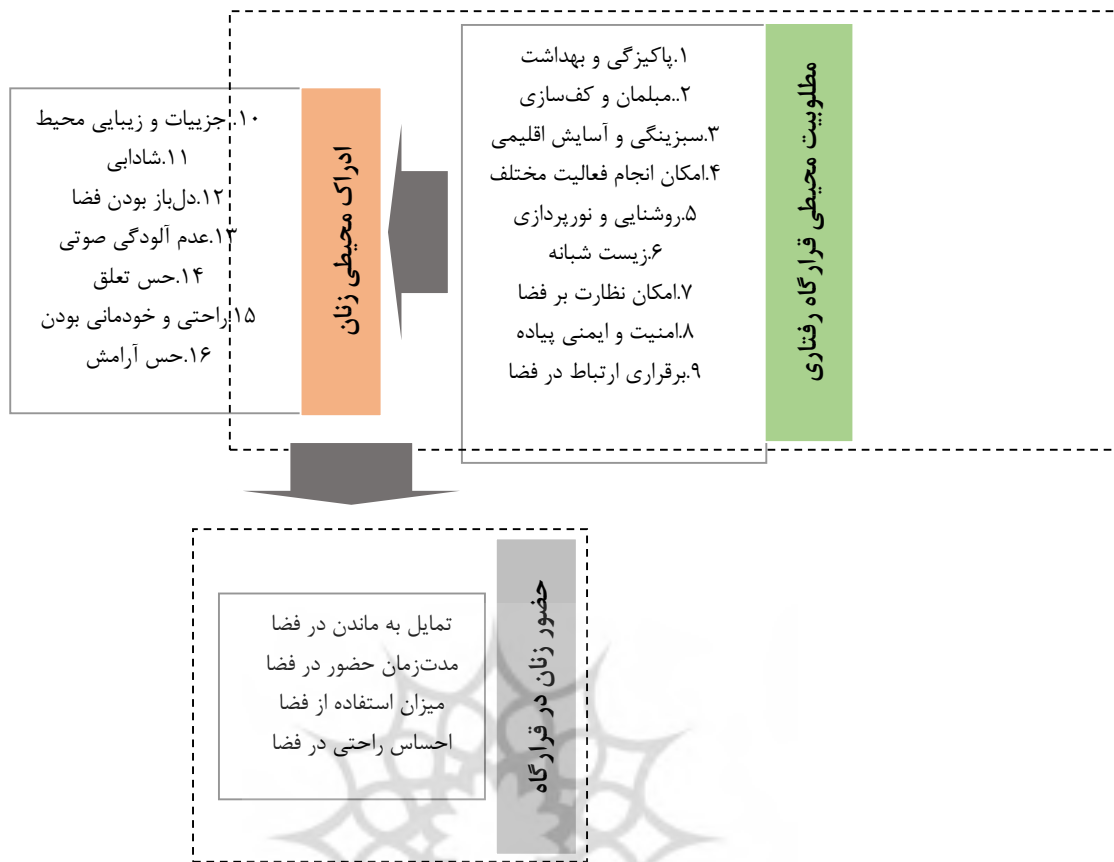 مطلوبیت محیطی قرارگاه رفتاری
۱.پاکیزگی و بهداشت
۲..مبلمان و کف‌سازی
۳.سبزینگی و آسایش اقلیمی
۴.امکان انجام فعالیت مختلف
۵.روشنایی و نورپردازی
۶.زیست شبانه
۷.امکان نظارت بر فضا
۸.امنیت و ایمنی پیاده
۹.برقراری ارتباط در فضا
ادراک محیطی زنان
۱۰. جزییات و زیبایی محیط
۱۱.شادابی
۱۲.دل‌باز بودن فضا
۱۳.عدم آلودگی صوتی
۱۴.حس تعلق
۱۵.راحتی و خودمانی بودن
۱۶.حس آرامش
حضور زنان در قرارگاه
تمایل به ماندن در فضا
مدت‌زمان حضور در فضا
میزان استفاده از فضا
احساس راحتی در فضا